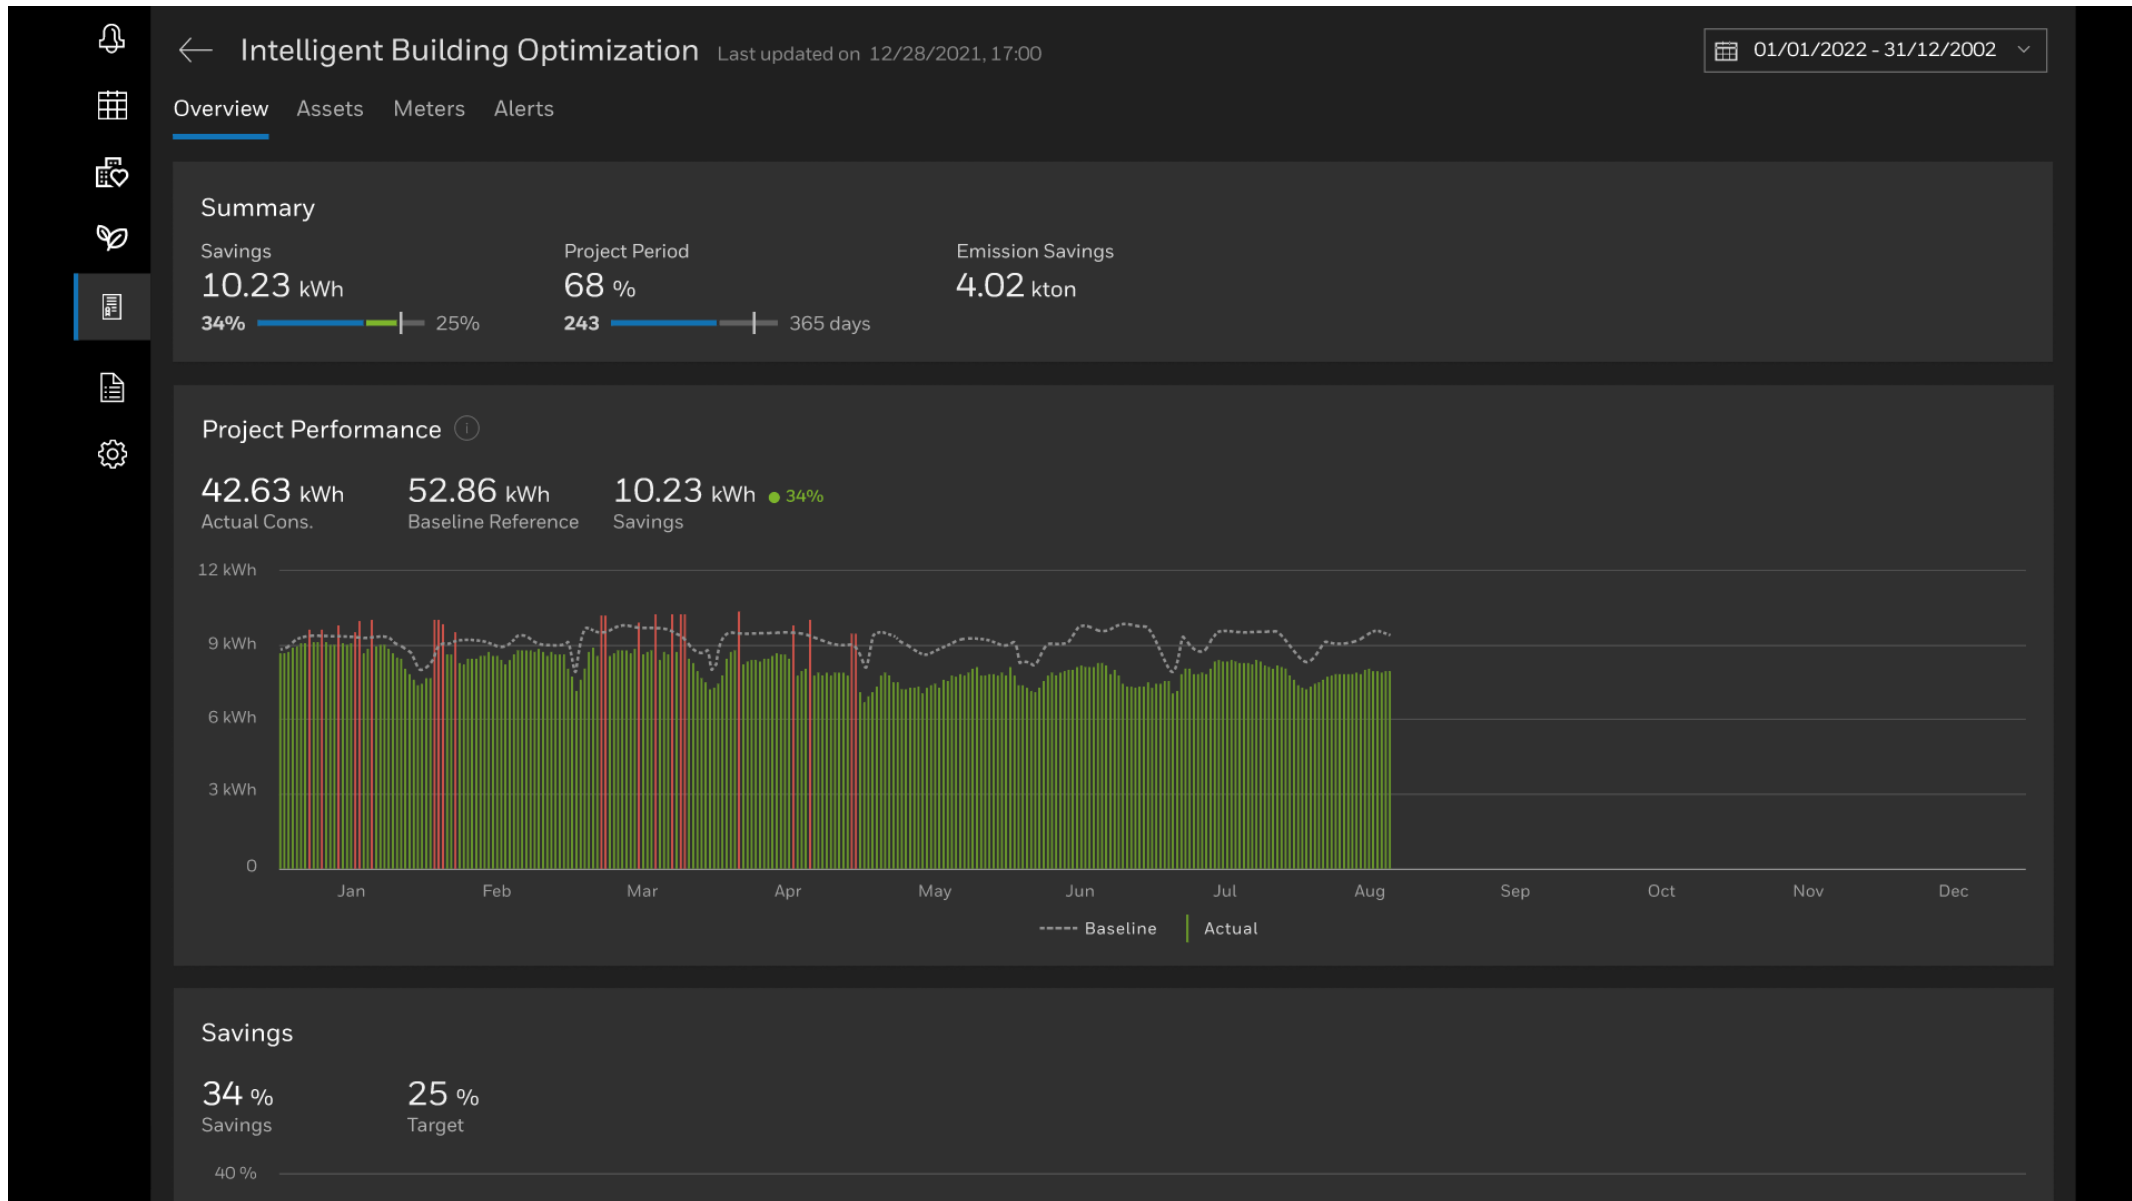 Intelligent Building Optimization Last updated on 12/28/2021, 17:00
01/01/2022 - 31/12/2002
Overview Assets Meters Alerts
Summary
Savings Project Period Emission Savings
10.23 kWh 68 % 4.02 kton
34% 25% 243 365 days
Project Performance
42.63 kWh 52.86 kWh 10.23 kWh 34%
Actual Cons. Baseline Reference Savings
12 kWh
9 kWh
6 kWh
3 kWh
0
Jan Feb Mar Apr May Jun Jul Aug Sep Oct Nov Dec
Baseline Actual
Savings
34 % 25 %
Savings Target
40 %